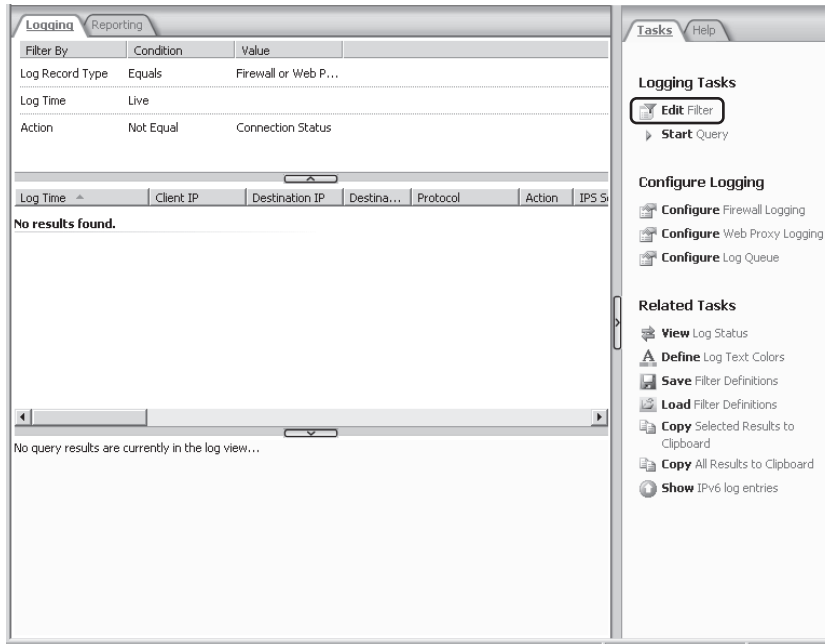 Logging Reporting
Filter By Condition Value
Log Record Type Equals Firewall or Web P...
Log Time Live
Action Not Equal Connection Status
Log Time Client IP Destination IP Destina... Protocol Action IPS S
No results found.
No query results are currently in the log view...
Tasks Help
Logging Tasks
Edit Filter
Start Query
Configure Logging
Configure Firewall Logging
Configure Web Proxy Logging
Configure Log Queue
Related Tasks
View Log Status
Define Log Text Colors
Save Filter Definitions
Load Filter Definitions
Copy Selected Results to
Clipboard
Copy All Results to Clipboard
Show IPv6 log entries